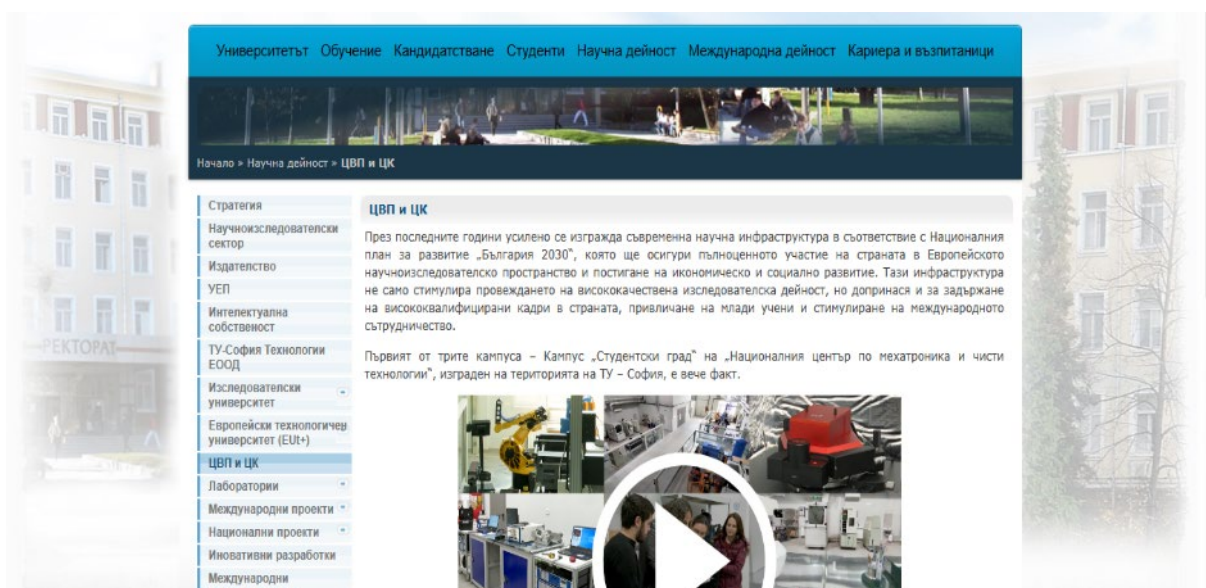 Университетът Обучение Кандидатстване Студенти Научна дейност Международна дейност Кариера и възпитаници
Начало » Научна дейност » ЦВП и ЦК
Стратегия
Научноизследователски
сектор
Издателство
УЕП
Интелектуална
собственост
ТУ-София Технологии
ЕООД
Изследователски
университет
Европейски технологичев
университет (EUt+)
ЦВП и ЦК
Лаборатории
Международни проекти
Национални проекти
Иновативни разработки
Международни
ЦВП и ЦК
През последните години усилено се изгражда съвременна научна инфраструктура в съответствие с Националния
план за развитие „България 2030“, която ще осигури пълноценното участие на страната в Европейското
научноизследователско пространство и постигане на икономическо и социално развитие. Тази инфраструктура
не само стимулира провеждането на висококачествена изследователска дейност, но допринася и за задържане
на висококвалифицирани кадри в страната, привличане на млади учени и стимулиране на международното
сътрудничество.
Първият от трите кампуса – Кампус „Студентски град“ на „Националния център по мехатроника и чисти
технологии“, изграден на територията на ТУ – София, е вече факт.
РЕКТОРАТ